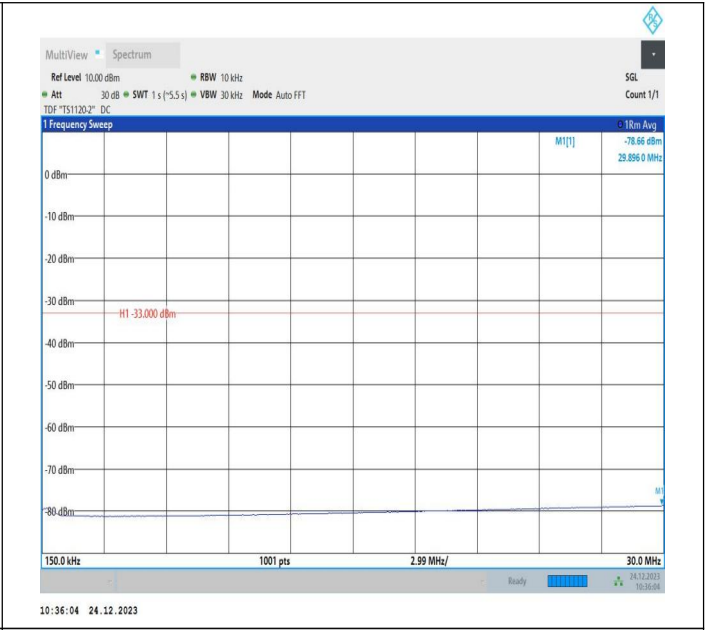 R S
MultiView Spectrum
Ref Level 10.00 dBm RBW 10 kHz SGL
Att 30 dB SWT 1 s (~5.5 s) VBW 30 kHz Mode Auto FFT Count 1/1
TDF "TS1120-2" DC
1 Frequency Sweep 1Rm Avg
M1[1] -78.66 dBm
29.896 0 MHz
0 dBm
-10 dBm
-20 dBm
-30 dBm
H1 -33.000 dBm
-40 dBm
-50 dBm
-60 dBm
-70 dBm
M1
-80 dBm
150.0 kHz 1001 pts 2.99 MHz/ 30.0 MHz
Ready 24.12.2023
10:36:04
10:36:04 24.12.2023